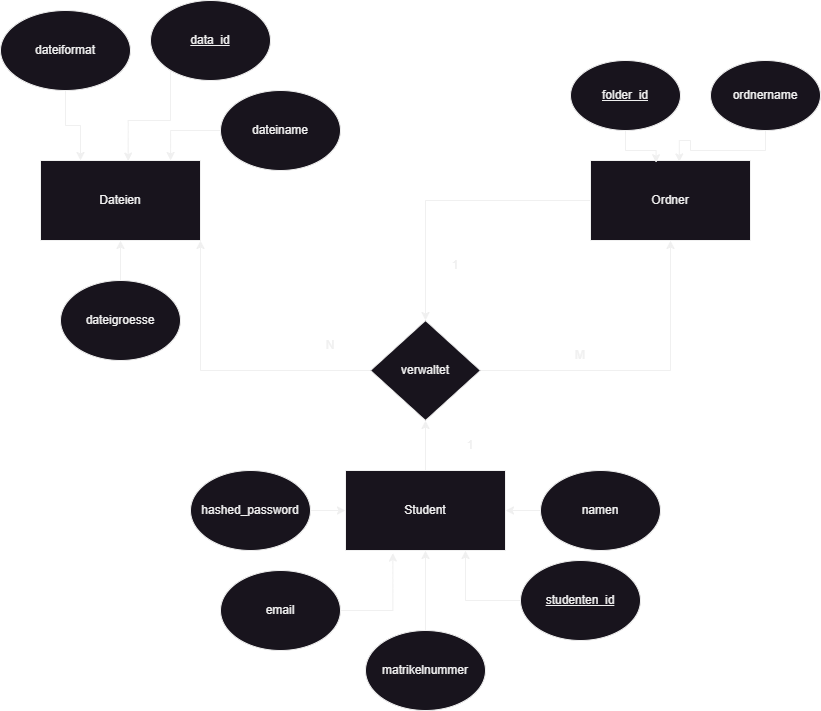 data_id
dateiformat
folder_id
ordnername
dateiname
Dateien
Ordner
1
dateigroesse
N
M
verwaltet
1
hashed_password
Student
namen
email
studenten_id
matrikelnummer